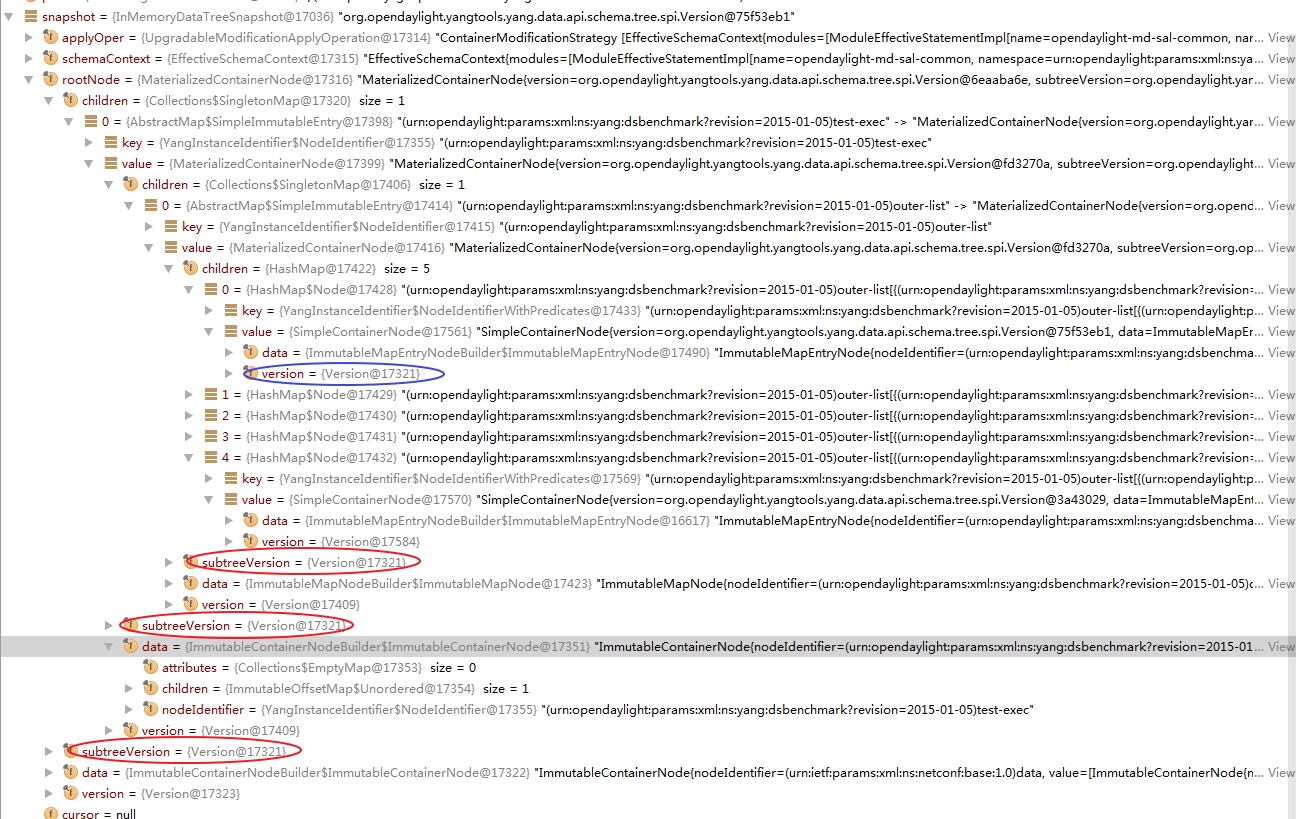 snapshot = {InMemoryDataTreeSnapshot@17036} "org.opendaylight.yangtools.yang.data.api.schema.tree.spi.Version@75f53eb1"
applyOper = {UpgradableModificationApplyOperation@17314} "ContainerModificationStrategy [EffectiveSchemaContext{modules=[ModuleEffectiveStatementImpl[name=opendaylight-md-sal-common, nar... View
schemaContext = {EffectiveSchemaContext@17315} "EffectiveSchemaContext{modules=[ModuleEffectiveStatementImpl[name=opendaylight-md-sal-common, namespace=urn:opendaylight:params:xml:ns:ya... View
rootNode = {MaterializedContainerNode@17316} "MaterializedContainerNode{version=org.opendaylight.yangtools.yang.data.api.schema.tree.spi.Version@6eaaba6e, subtreeVersion=org.opendaylight.yar... View
children = {Collections$SingletonMap@17320} size = 1
0 = {AbstractMap$SimpleImmutableEntry@17398} "(urn:opendaylight:params:xml:ns:yang:dsbenchmark?revision=2015-01-05)test-exec" -> "MaterializedContainerNode{version=org.opendaylight.yar... View
key = {YangInstanceIdentifier$NodeIdentifier@17355} "(urn:opendaylight:params:xml:ns:yang:dsbenchmark?revision=2015-01-05)test-exec"
value = {MaterializedContainerNode@17399} "MaterializedContainerNode{version=org.opendaylight.yangtools.yang.data.api.schema.tree.spi.Version@fd3270a, subtreeVersion=org.opendaylight... View
children = {Collections$SingletonMap@17406} size = 1
0 = {AbstractMap$SimpleImmutableEntry@17414} "(urn:opendaylight:params:xml:ns:yang:dsbenchmark?revision=2015-01-05)outer-list" -> "MaterializedContainerNode{version=org.openda... View
key = {YangInstanceIdentifier$NodeIdentifier@17415} "(urn:opendaylight:params:xml:ns:yang:dsbenchmark?revision=2015-01-05)outer-list"
value = {MaterializedContainerNode@17416} "MaterializedContainerNode{version=org.opendaylight.yangtools.yang.data.api.schema.tree.spi.Version@fd3270a, subtreeVersion=org.op... View
children = {HashMap@17422} size = 5
0 = {HashMap$Node@17428} "(urn:opendaylight:params:xml:ns:yang:dsbenchmark?revision=2015-01-05)outer-list[{(urn:opendaylight:params:xml:ns:yang:dsbenchmark?revision=... View
key = {YangInstanceIdentifier$NodeIdentifierWithPredicates@17433} "(urn:opendaylight:params:xml:ns:yang:dsbenchmark?revision=2015-01-05)outer-list[{(urn:opendaylight:p... View
value = {SimpleContainerNode@17561} "SimpleContainerNode{version=org.opendaylight.yangtools.yang.data.api.schema.tree.spi.Version@75f53eb1, data=ImmutableMapEr... View
data = {ImmutableMapEntryNodeBuilder$ImmutableMapEntryNode@17490} "ImmutableMapEntryNode{nodeIdentifier=(urn:opendaylight:params:xml:ns:yang:dsbenchma... View
version = {Version@17321}
1 = {HashMap$Node@17429} "(urn:opendaylight:params:xml:ns:yang:dsbenchmark?revision=2015-01-05)outer-list[{(urn:opendaylight:params:xml:ns:yang:dsbenchmark?revision=... View
2 = {HashMap$Node@17430} "(urn:opendaylight:params:xml:ns:yang:dsbenchmark?revision=2015-01-05)outer-list[{(urn:opendaylight:params:xml:ns:yang:dsbenchmark?revision=... View
3 = {HashMap$Node@17431} "(urn:opendaylight:params:xml:ns:yang:dsbenchmark?revision=2015-01-05)outer-list[{(urn:opendaylight:params:xml:ns:yang:dsbenchmark?revision=... View
4 = {HashMap$Node@17432} "(urn:opendaylight:params:xml:ns:yang:dsbenchmark?revision=2015-01-05)outer-list[{(urn:opendaylight:params:xml:ns:yang:dsbenchmark?revision=... View
key = {YangInstanceIdentifier$NodeIdentifierWithPredicates@17569} "(urn:opendaylight:params:xml:ns:yang:dsbenchmark?revision=2015-01-05)outer-list[{(urn:opendaylight:p... View
value = {SimpleContainerNode@17570} "SimpleContainerNode{version=org.opendaylight.yangtools.yang.data.api.schema.tree.spi.Version@3a43029, data=ImmutableMapEnt... View
data = {ImmutableMapEntryNodeBuilder$ImmutableMapEntryNode@16617} "ImmutableMapEntryNode{nodeIdentifier=(urn:opendaylight:params:xml:ns:yang:dsbenchma... View
version = {Version@17584}
subtreeVersion = {Version@17321}
data = {ImmutableMapNodeBuilder$ImmutableMapNode@17423} "ImmutableMapNode{nodeIdentifier=(urn:opendaylight:params:xml:ns:yang:dsbenchmark?revision=2015-01-05)c... View
version = {Version@17409}
subtreeVersion = {Version@17321}
data = {ImmutableContainerNodeBuilder$ImmutableContainerNode@17351} "ImmutableContainerNode{nodeIdentifier=(urn:opendaylight:params:xml:ns:yang:dsbenchmark?revision=2015-01... View
attributes = {Collections$EmptyMap@17353} size = 0
children = {ImmutableOffsetMap$Unordered@17354} size = 1
nodeIdentifier = {YangInstanceIdentifier$NodeIdentifier@17355} "(urn:opendaylight:params:xml:ns:yang:dsbenchmark?revision=2015-01-05)test-exec"
version = {Version@17409}
subtreeVersion = {Version@17321}
data = {ImmutableContainerNodeBuilder$ImmutableContainerNode@17322} "ImmutableContainerNode{nodeIdentifier=(urn:ietf:params:xml:ns:netconf:base:1.0)data, value=[ImmutableContainerNode{n... View
version = {Version@17323}
cursor = null